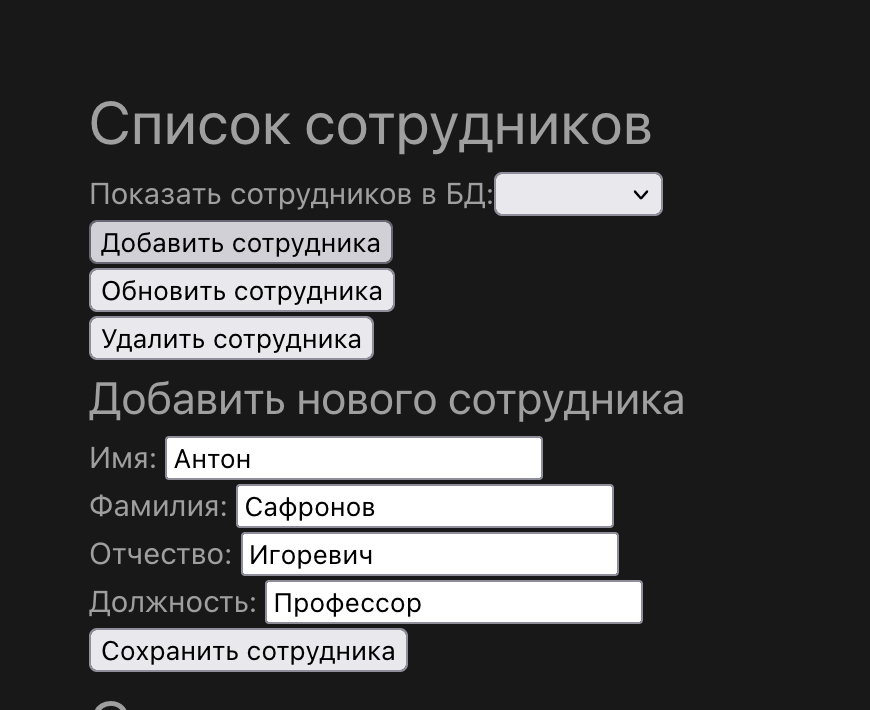 Список сотрудников
Показать сотрудников в БД:
Добавить сотрудника
Обновить сотрудника
Удалить сотрудника
Добавить нового сотрудника
Имя: Антон
Фамилия: Сафронов
Отчество: Игоревич
Должность: Профессор
Сохранить сотрудника